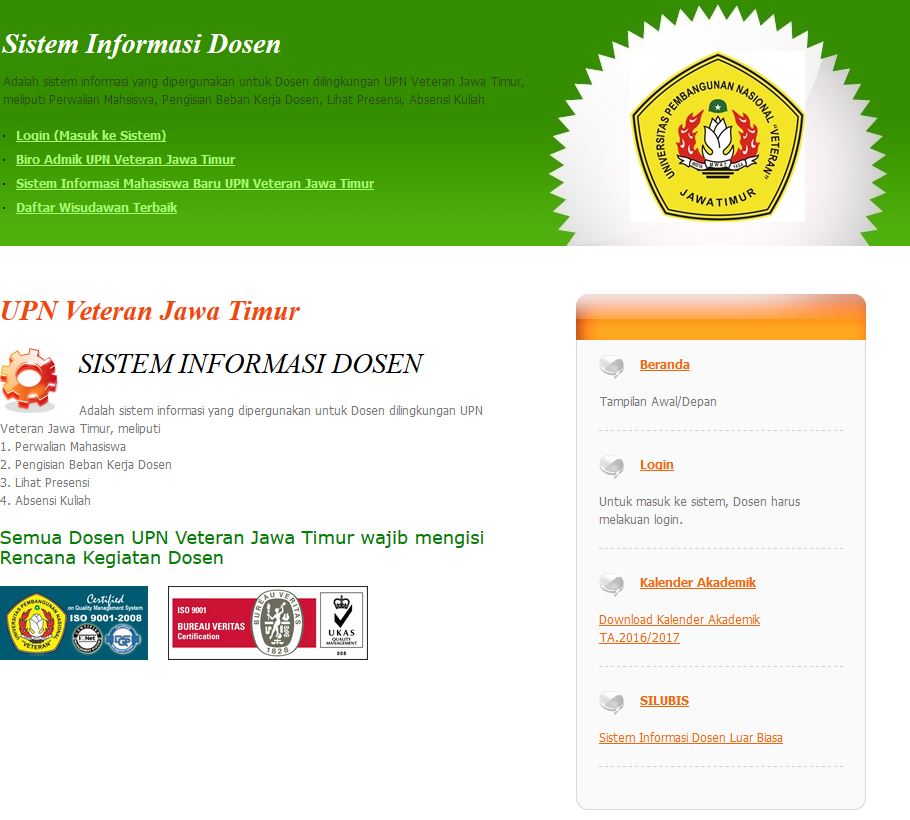 Sistem Informasi Dosen
Adalah sistem informasi yang dipergunakan untuk Dosen dilingkungan UPN Veteran Jawa Timur,
meliputi Perwalian Mahsiswa, Pengisian Beban Kerja Dosen, Lihat Presensi, Absensi Kuliah
· Login (Masuk ke Sistem)
· Biro Admik UPN Veteran Jawa Timur
· Sistem Informasi Mahasiswa Baru UPN Veteran Jawa Timur
· Daftar Wisudawan Terbaik
UNIVERSITAS PEMBANGUNAN NASIONAL "VETERAN"
JAWA TIMUR
UPN Veteran Jawa Timur
SISTEM INFORMASI DOSEN
Adalah sistem informasi yang dipergunakan untuk Dosen dilingkungan UPN
Veteran Jawa Timur, meliputi
1. Perwalian Mahasiswa
2. Pengisian Beban Kerja Dosen
3. Lihat Presensi
4. Absensi Kuliah
Semua Dosen UPN Veteran Jawa Timur wajib mengisi
Rencana Kegiatan Dosen
Certified
on Quality Management System
ISO 9001-2008
ISO 9001
BUREAU VERITAS
Certification
BUREAU VERITAS
1828
UKAS
QUALITY
MANAGEMENT
008
Beranda
Tampilan Awal/Depan
Login
Untuk masuk ke sistem, Dosen harus
melakuan login.
Kalender Akademik
Download Kalender Akademik
TA.2016/2017
SILUBIS
Sistem Informasi Dosen Luar Biasa